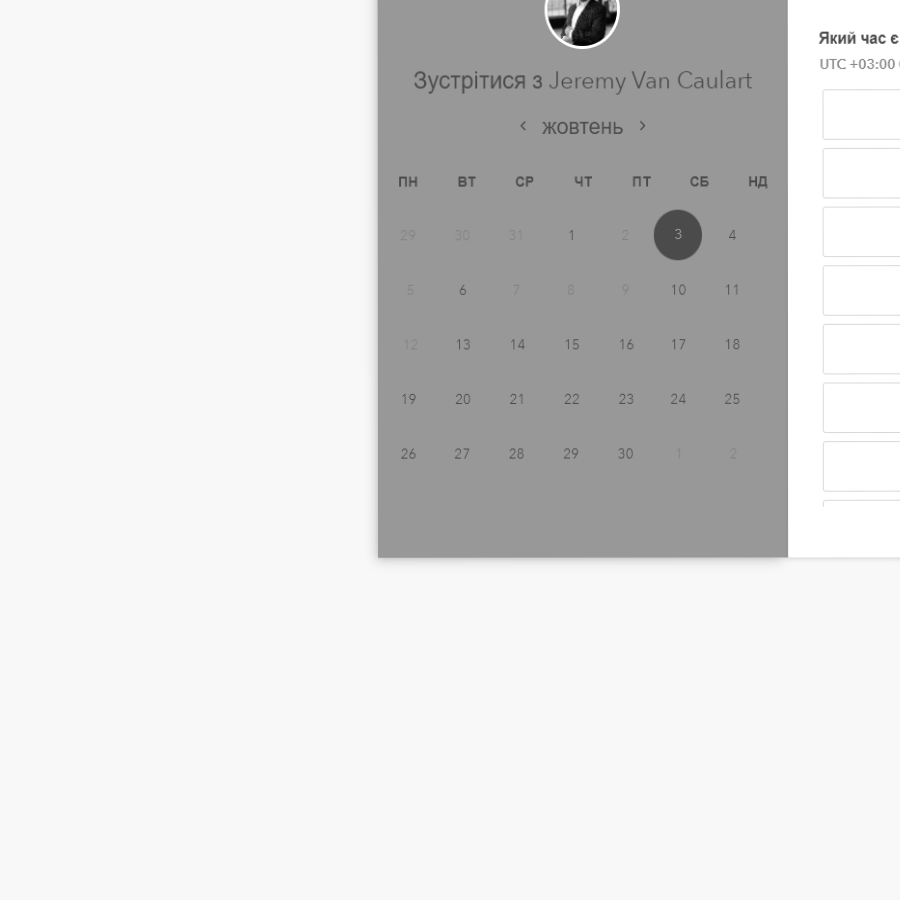 Зустрітися з Jeremy Van Caulart
< жовтень >
ПН ВТ СР ЧТ ПТ СБ НД
29 30 31 1 2 3 4
5 6 7 8 9 10 11
12 13 14 15 16 17 18
19 20 21 22 23 24 25
26 27 28 29 30 1 2
Який час є
UTC +03:00